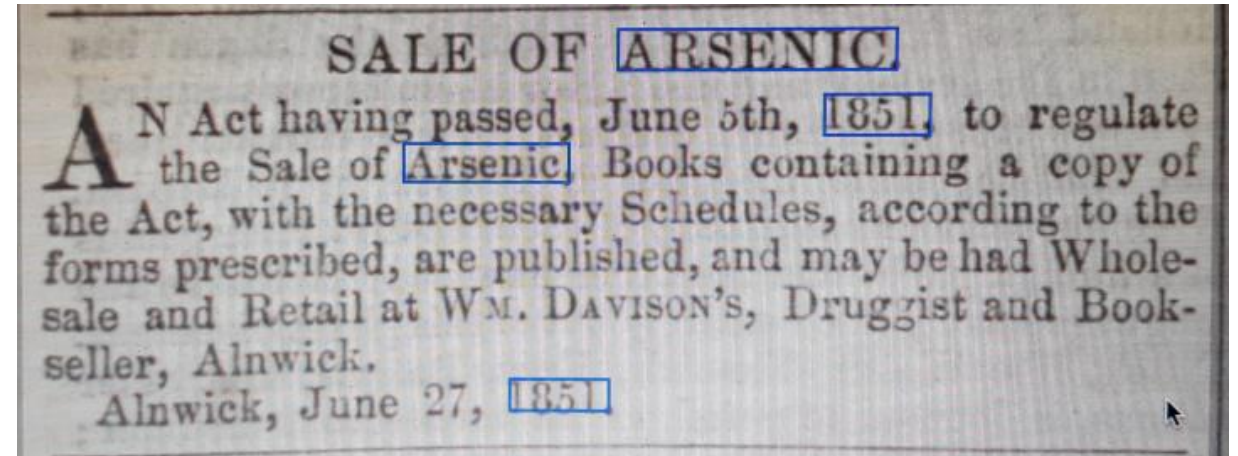 SALE OF ARSENIC.
AN Act having passed, June 5th, 1851, to regulate
the Sale of Arsenic, Books containing a copy of
the Act, with the necessary Schedules, according to the
forms prescribed, are published, and may be had Whole-
sale and Retail at WM. DAVISON'S, Druggist and Book-
seller, Alnwick.
Alnwick, June 27, 1851.